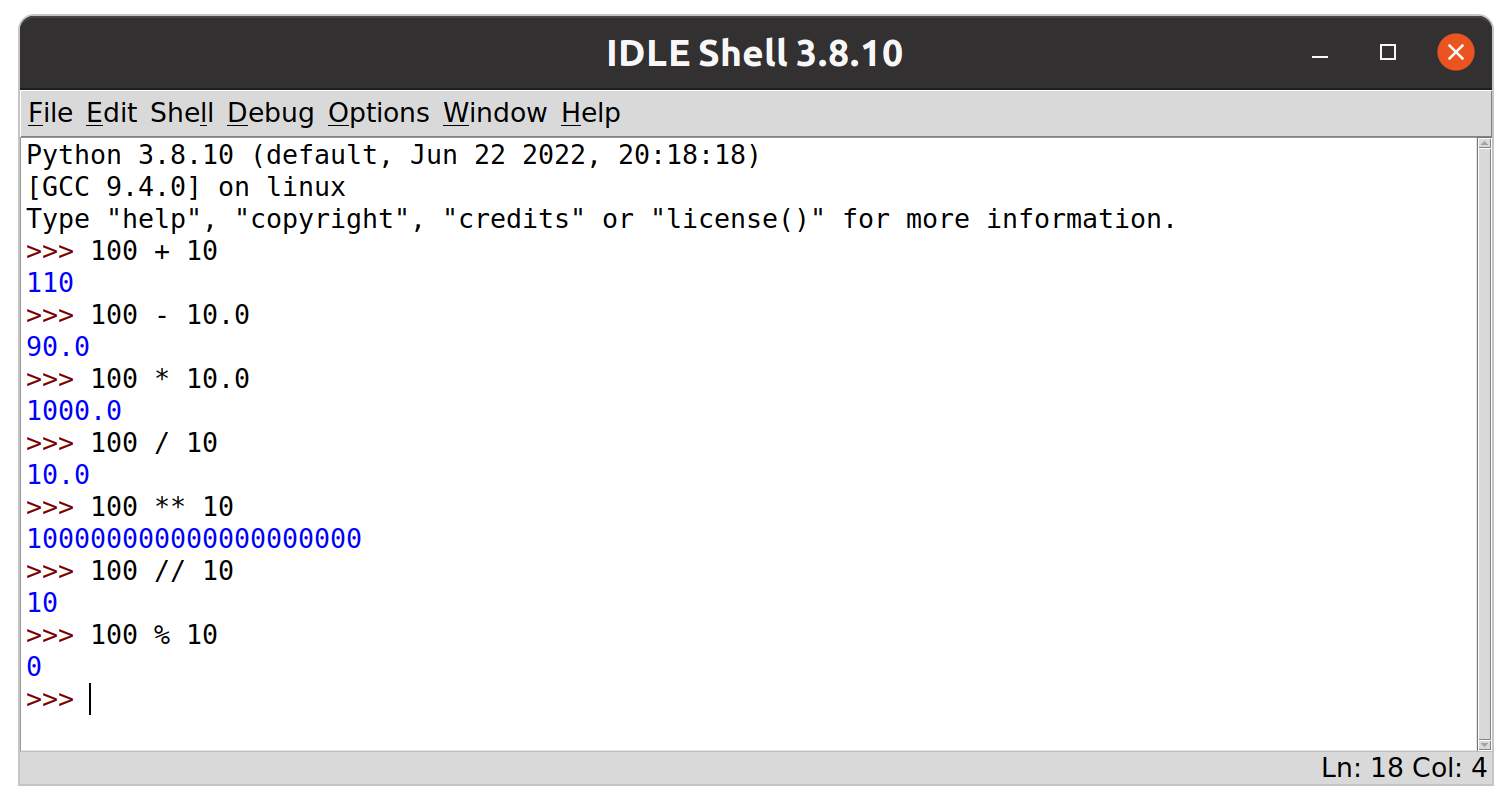 IDLE Shell 3.8.10
File Edit Shell Debug Options Window Help
Python 3.8.10 (default, Jun 22 2022, 20:18:18)
[GCC 9.4.0] on linux
Type "help", "copyright", "credits" or "license()" for more information.
>>> 100 + 10
110
>>> 100 - 10.0
90.0
>>> 100 * 10.0
1000.0
>>> 100 / 10
10.0
>>> 100 ** 10
100000000000000000000
>>> 100 // 10
10
>>> 100 % 10
0
>>>
Ln: 18 Col: 4